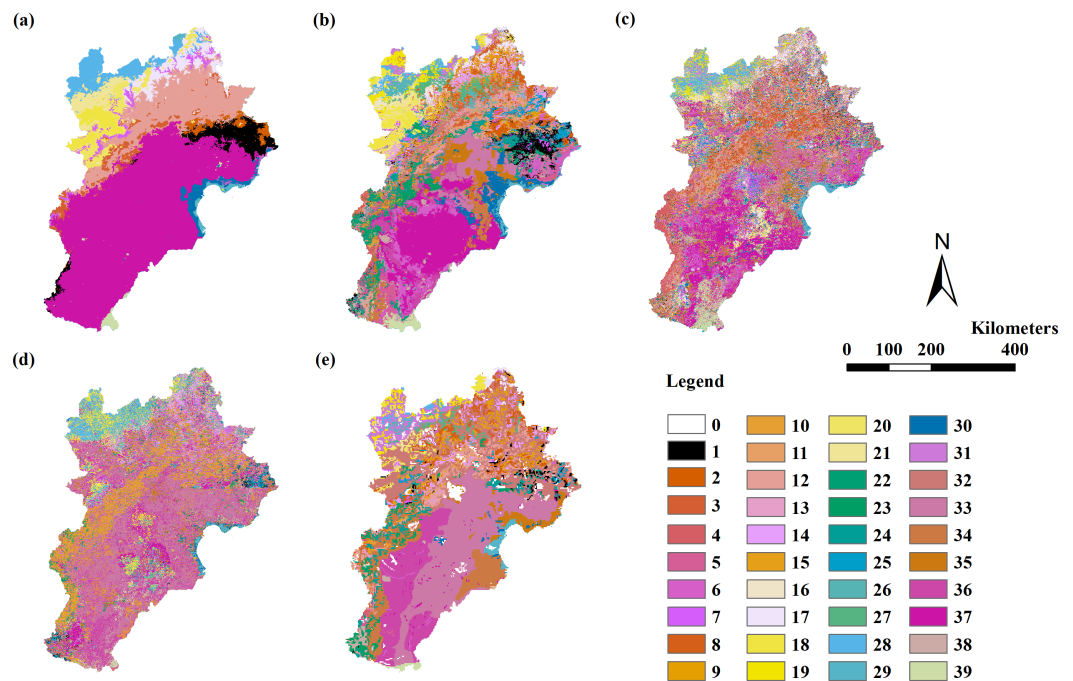 (a)
(b)
(c)
N
Kilometers
0 100 200 400
(d)
(e)
Legend
0 10 20 30
1 11 21 31
2 12 22 32
3 13 23 33
4 14 24 34
5 15 25 35
6 16 26 36
7 17 27 37
8 18 28 38
9 19 29 39